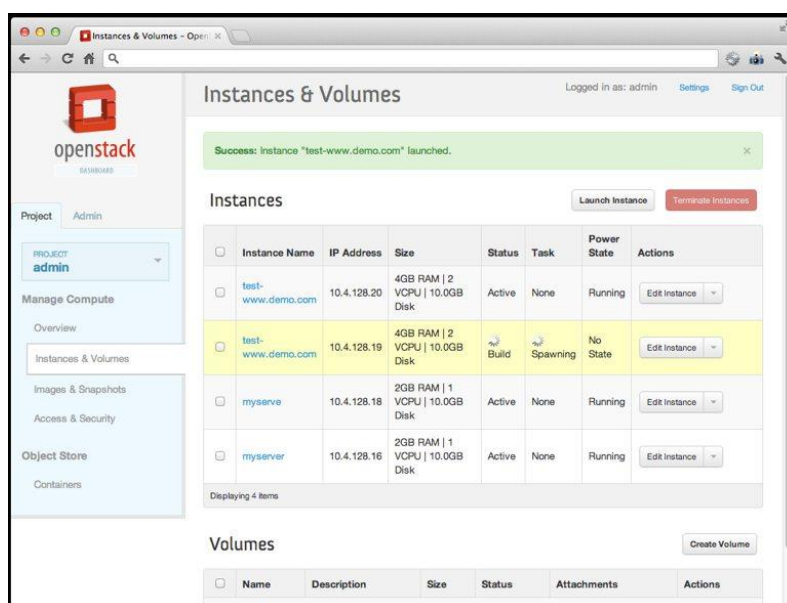 Instances & Volumes - Open
Instances & Volumes
Logged in as: admin Settings Sign Out
openstack
DASHBOARD
Success: Instance "test-www.demo.com" launched.
Project Admin
PROJECT
admin
Manage Compute
Overview
Instances & Volumes
Images & Snapshots
Access & Security
Object Store
Containers
Instances
Launch Instance Terminate Instances
Instance Name IP Address Size Status Task Power State Actions
test-www.demo.com 10.4.128.20 4GB RAM | 2 VCPU | 10.0GB Disk Active None Running Edit Instance
test-www.demo.com 10.4.128.19 4GB RAM | 2 VCPU | 10.0GB Disk Build Spawning No State Edit Instance
myserve 10.4.128.18 2GB RAM | 1 VCPU | 10.0GB Disk Active None Running Edit Instance
myserver 10.4.128.16 2GB RAM | 1 VCPU | 10.0GB Disk Active None Running Edit Instance
Displaying 4 items
Volumes
Create Volume
Name Description Size Status Attachments Actions